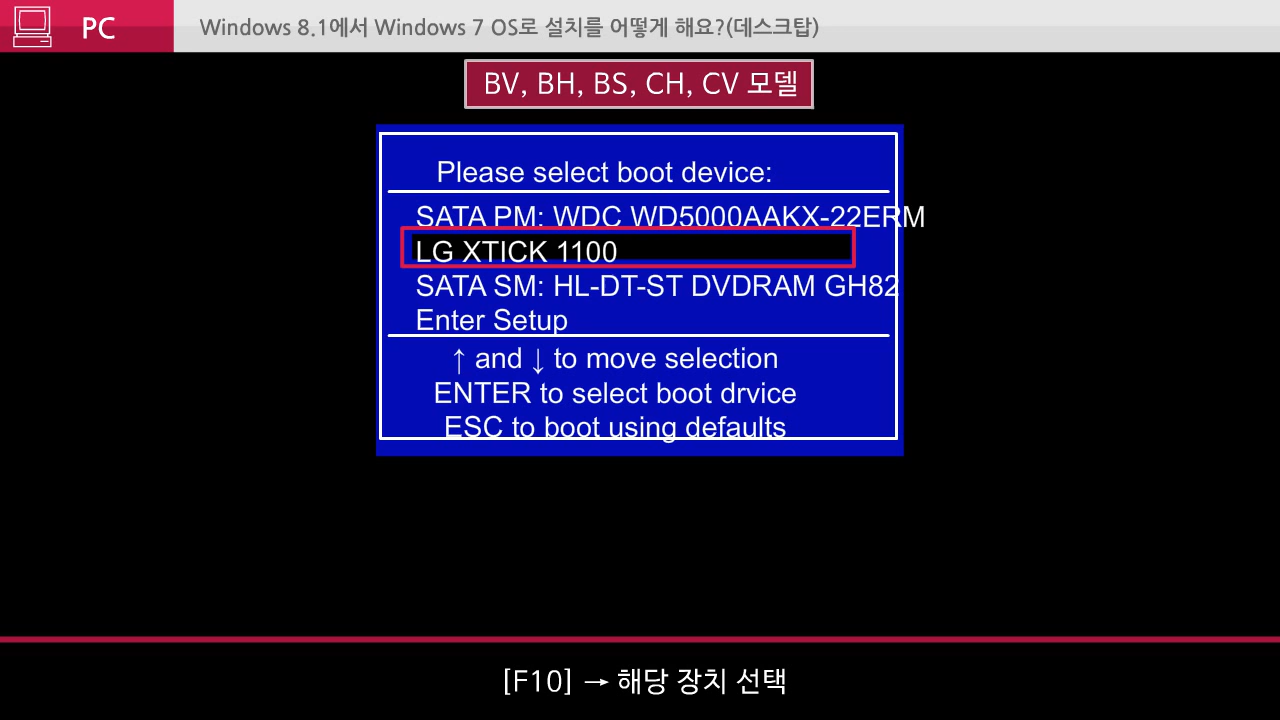 PC
Windows 8.1에서 Windows 7 OS로 설치를 어떻게 해요?(데스크탑)
BV, BH, BS, CH, CV 모델
Please select boot device:
SATA PM: WDC WD5000AAKX-22ERM
LG XTICK 1100
SATA SM: HL-DT-ST DVDRAM GH82
Enter Setup
↑ and ↓ to move selection
ENTER to select boot drvice
ESC to boot using defaults
[F10] → 해당 장치 선택